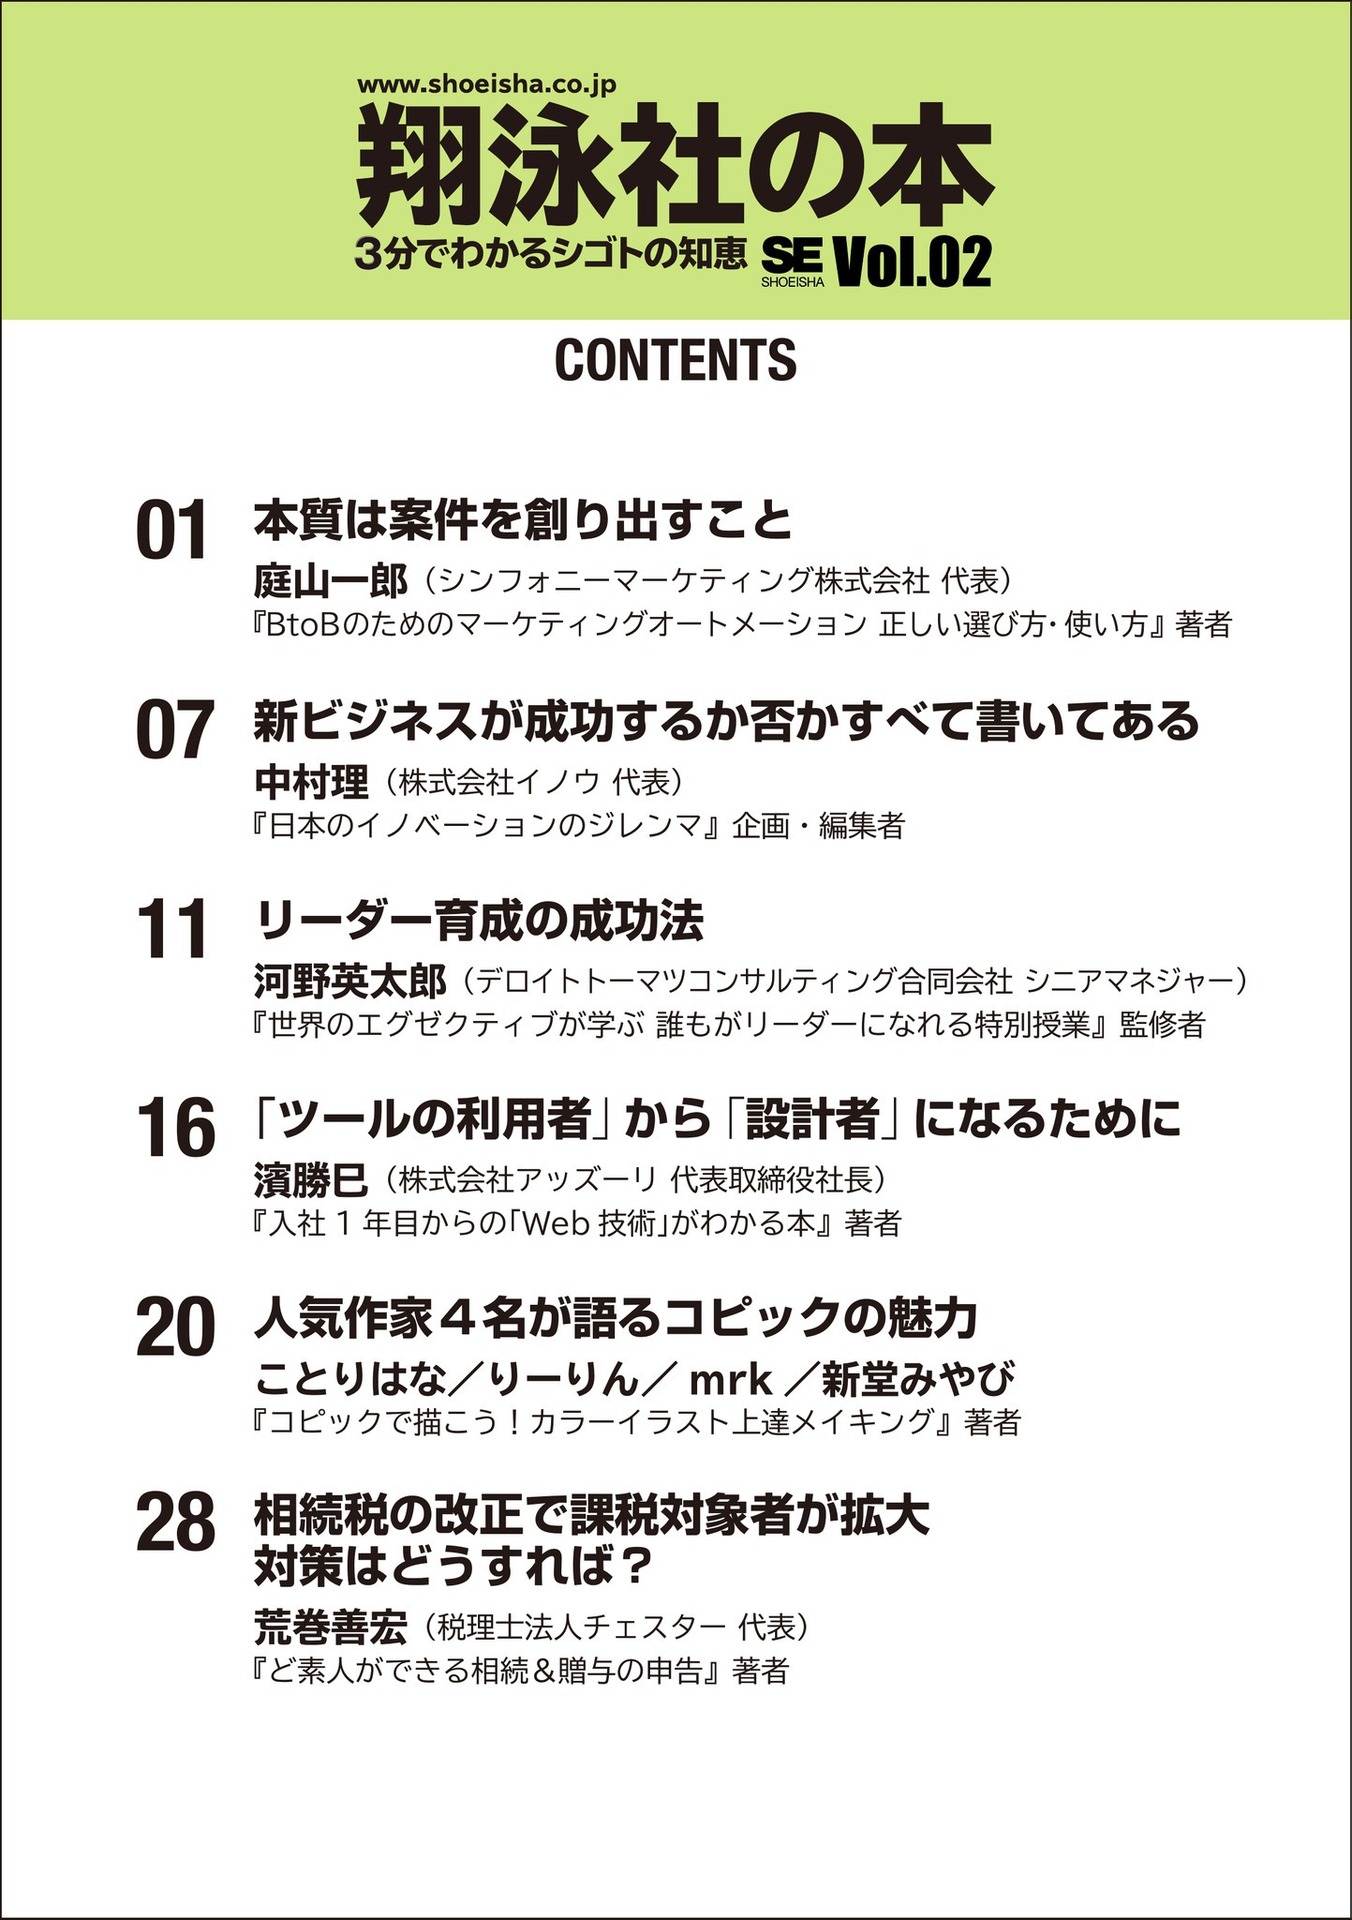 www.shoeisha.co.jp
翔泳社の本
3分でわかるシゴトの知恵 SE SHOEISHA Vol.02
CONTENTS
01 本質は案件を創り出すこと
庭山一郎（シンフォニーマーケティング株式会社 代表）
『BtoBのためのマーケティングオートメーション 正しい選び方・使い方』著者
07 新ビジネスが成功するか否かすべて書いてある
中村理（株式会社イノウ 代表）
『日本のイノベーションのジレンマ』企画・編集者
11 リーダー育成の成功法
河野英太郎（デロイトトーマツコンサルティング合同会社 シニアマネジャー）
『世界のエグゼクティブが学ぶ 誰もがリーダーになれる特別授業』監修者
16 「ツールの利用者」から「設計者」になるために
濱勝巳（株式会社アッズーリ 代表取締役社長）
『入社1年目からの「Web技術」がわかる本』著者
20 人気作家４名が語るコピックの魅力
ことりはな／りーりん／mrk／新堂みやび
『コピックで描こう！カラーイラスト上達メイキング』著者
28 相続税の改正で課税対象者が拡大
対策はどうすれば？
荒巻善宏（税理士法人チェスター 代表）
『ど素人ができる相続＆贈与の申告』著者